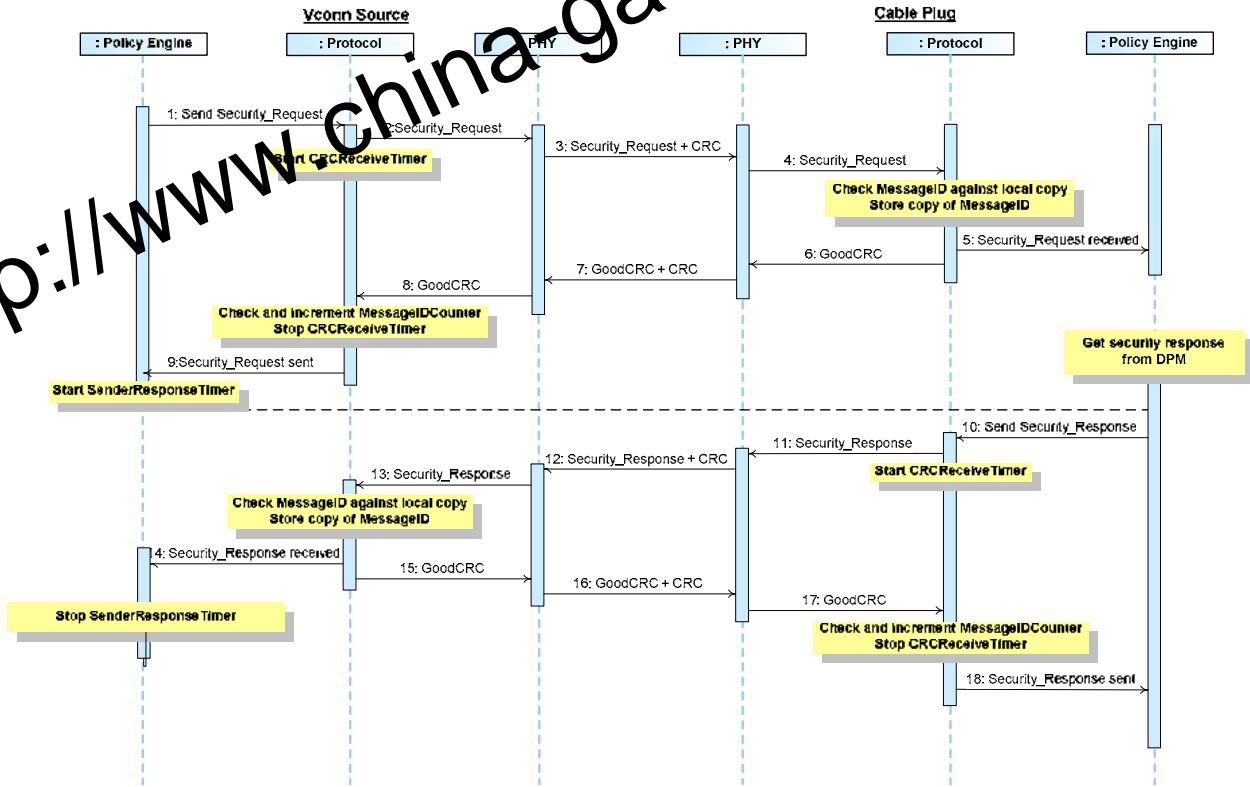 Vconn Source
Cable Plug
: Policy Engine
: Protocol
PHY
: PHY
: Protocol
: Policy Engine
p://www.china-ga
1: Send Security_Request
2:Security_Request
Start CRCReceiveTimer
3: Security_Request + CRC
4: Security_Request
Check MessageID against local copy
Store copy of MessageID
5: Security_Request received
6: GoodCRC
7: GoodCRC + CRC
8: GoodCRC
Check and increment MessageIDCounter
Stop CRCReceiveTimer
9:Security_Request sent
Start SenderResponseTimer
Get security response
from DPM
10: Send Security_Response
11: Security_Response
Start CRCReceiveTimer
12: Security_Response + CRC
13: Security_Response
Check MessageID against local copy
Store copy of MessageID
14: Security_Response received
15: GoodCRC
16: GoodCRC + CRC
17: GoodCRC
Stop SenderResponseTimer
Check and increment MessageIDCounter
Stop CRCReceiveTimer
18: Security_Response sent